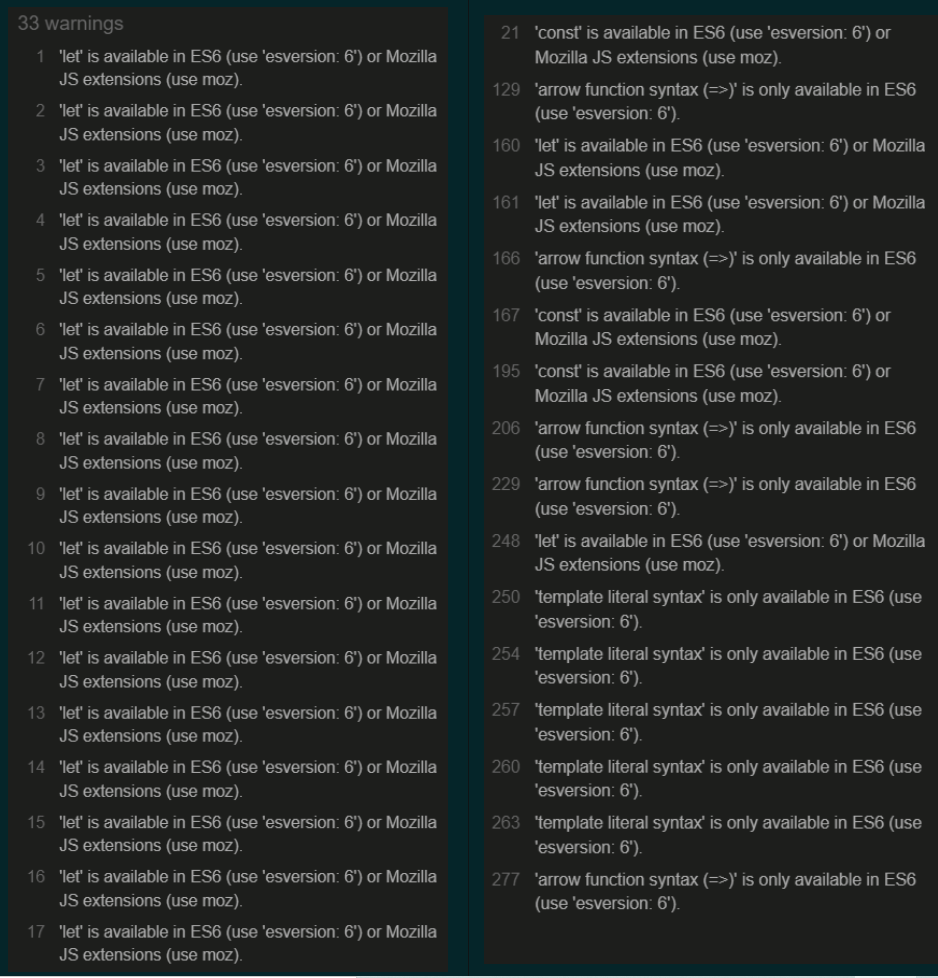 33 warnings
1 'let' is available in ES6 (use 'esversion: 6') or Mozilla
JS extensions (use moz).
2 'let' is available in ES6 (use 'esversion: 6') or Mozilla
JS extensions (use moz).
3 'let' is available in ES6 (use 'esversion: 6') or Mozilla
JS extensions (use moz).
4 'let' is available in ES6 (use 'esversion: 6') or Mozilla
JS extensions (use moz).
5 'let' is available in ES6 (use 'esversion: 6') or Mozilla
JS extensions (use moz).
6 'let' is available in ES6 (use 'esversion: 6') or Mozilla
JS extensions (use moz).
7 'let' is available in ES6 (use 'esversion: 6') or Mozilla
JS extensions (use moz).
8 'let' is available in ES6 (use 'esversion: 6') or Mozilla
JS extensions (use moz).
9 'let' is available in ES6 (use 'esversion: 6') or Mozilla
JS extensions (use moz).
10 'let' is available in ES6 (use 'esversion: 6') or Mozilla
JS extensions (use moz).
11 'let' is available in ES6 (use 'esversion: 6') or Mozilla
JS extensions (use moz).
12 'let' is available in ES6 (use 'esversion: 6') or Mozilla
JS extensions (use moz).
13 'let' is available in ES6 (use 'esversion: 6') or Mozilla
JS extensions (use moz).
14 'let' is available in ES6 (use 'esversion: 6') or Mozilla
JS extensions (use moz).
15 'let' is available in ES6 (use 'esversion: 6') or Mozilla
JS extensions (use moz).
16 'let' is available in ES6 (use 'esversion: 6') or Mozilla
JS extensions (use moz).
17 'let' is available in ES6 (use 'esversion: 6') or Mozilla
JS extensions (use moz).
21 'const' is available in ES6 (use 'esversion: 6') or
Mozilla JS extensions (use moz).
129 'arrow function syntax (=>)' is only available in ES6
(use 'esversion: 6').
160 'let' is available in ES6 (use 'esversion: 6') or Mozilla
JS extensions (use moz).
161 'let' is available in ES6 (use 'esversion: 6') or Mozilla
JS extensions (use moz).
166 'arrow function syntax (=>)' is only available in ES6
(use 'esversion: 6').
167 'const' is available in ES6 (use 'esversion: 6') or
Mozilla JS extensions (use moz).
195 'const' is available in ES6 (use 'esversion: 6') or
Mozilla JS extensions (use moz).
206 'arrow function syntax (=>)' is only available in ES6
(use 'esversion: 6').
229 'arrow function syntax (=>)' is only available in ES6
(use 'esversion: 6').
248 'let' is available in ES6 (use 'esversion: 6') or Mozilla
JS extensions (use moz).
250 'template literal syntax' is only available in ES6 (use
'esversion: 6').
254 'template literal syntax' is only available in ES6 (use
'esversion: 6').
257 'template literal syntax' is only available in ES6 (use
'esversion: 6').
260 'template literal syntax' is only available in ES6 (use
'esversion: 6').
263 'template literal syntax' is only available in ES6 (use
'esversion: 6').
277 'arrow function syntax (=>)' is only available in ES6
(use 'esversion: 6').